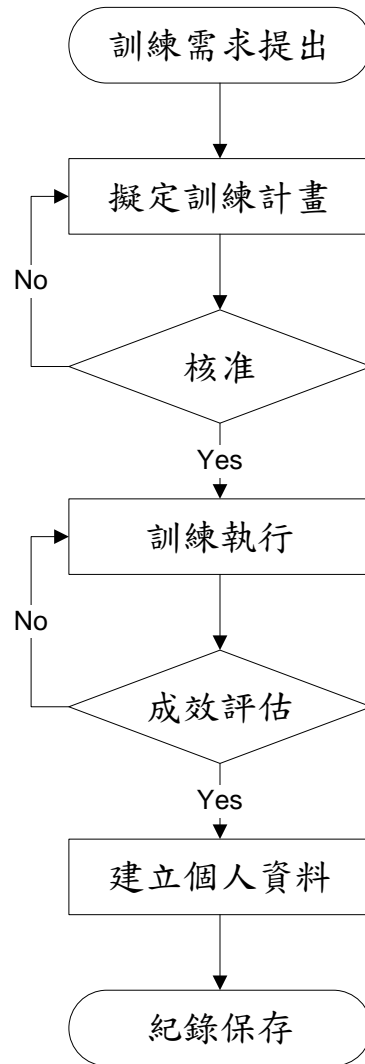 訓練需求提出
擬定訓練計畫
No
核准
Yes
訓練執行
No
成效評估
Yes
建立個人資料
紀錄保存